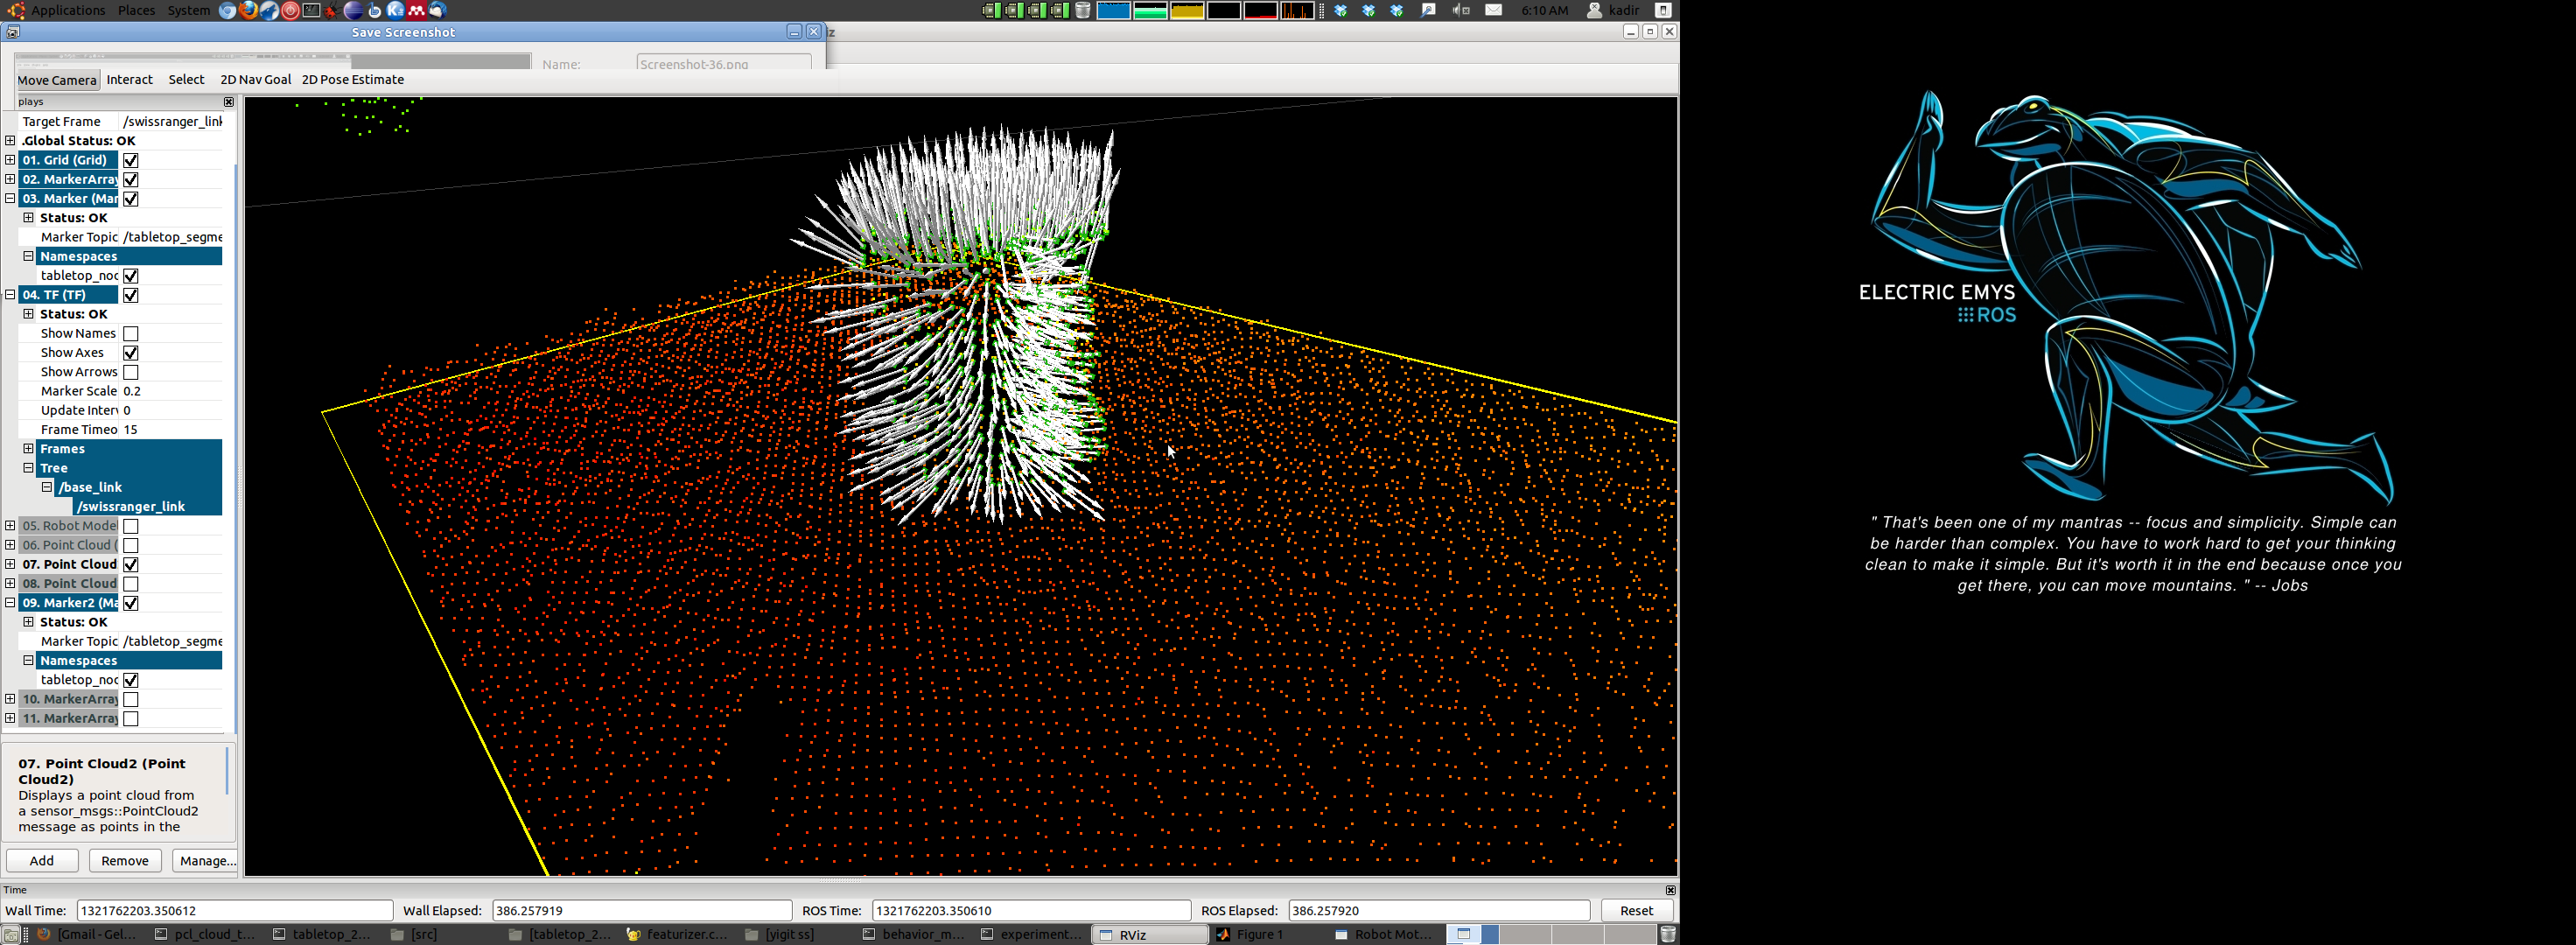 Applications Places System
6:10 AM kadir
Save Screenshot
iz
Name: Screenshot-36.png
Move Camera Interact Select 2D Nav Goal 2D Pose Estimate
plays
Target Frame /swissranger_link
.Global Status: OK
01. Grid (Grid)
02. MarkerArray
03. Marker (Mar
Status: OK
Marker Topic /tabletop_segme
Namespaces
tabletop_noc
04. TF (TF)
Status: OK
Show Names
Show Axes
Show Arrows
Marker Scale 0.2
Update Interv 0
Frame Timeo 15
Frames
Tree
/base_link
/swissranger_link
05. Robot Model
06. Point Cloud (
07. Point Cloud
08. Point Cloud
09. Marker2 (Ma
Status: OK
Marker Topic /tabletop_segme
Namespaces
tabletop_noc
10. MarkerArray
11. MarkerArray
07. Point Cloud2 (Point
Cloud2)
Displays a point cloud from
a sensor_msgs::PointCloud2
message as points in the
Add Remove Manage...
Time
Wall Time: 1321762203.350612 Wall Elapsed: 386.257919 ROS Time: 1321762203.350610 ROS Elapsed: 386.257920 Reset
[Gmail - Gel... pcl_cloud_t... tabletop_2... [src] [tabletop_2... featurizer.c... [yigit ss] behavior_m... experiment... RViz Figure 1 Robot Mot...
ELECTRIC EMYS
ROS
" That's been one of my mantras -- focus and simplicity. Simple can
be harder than complex. You have to work hard to get your thinking
clean to make it simple. But it's worth it in the end because once you
get there, you can move mountains. " -- Jobs